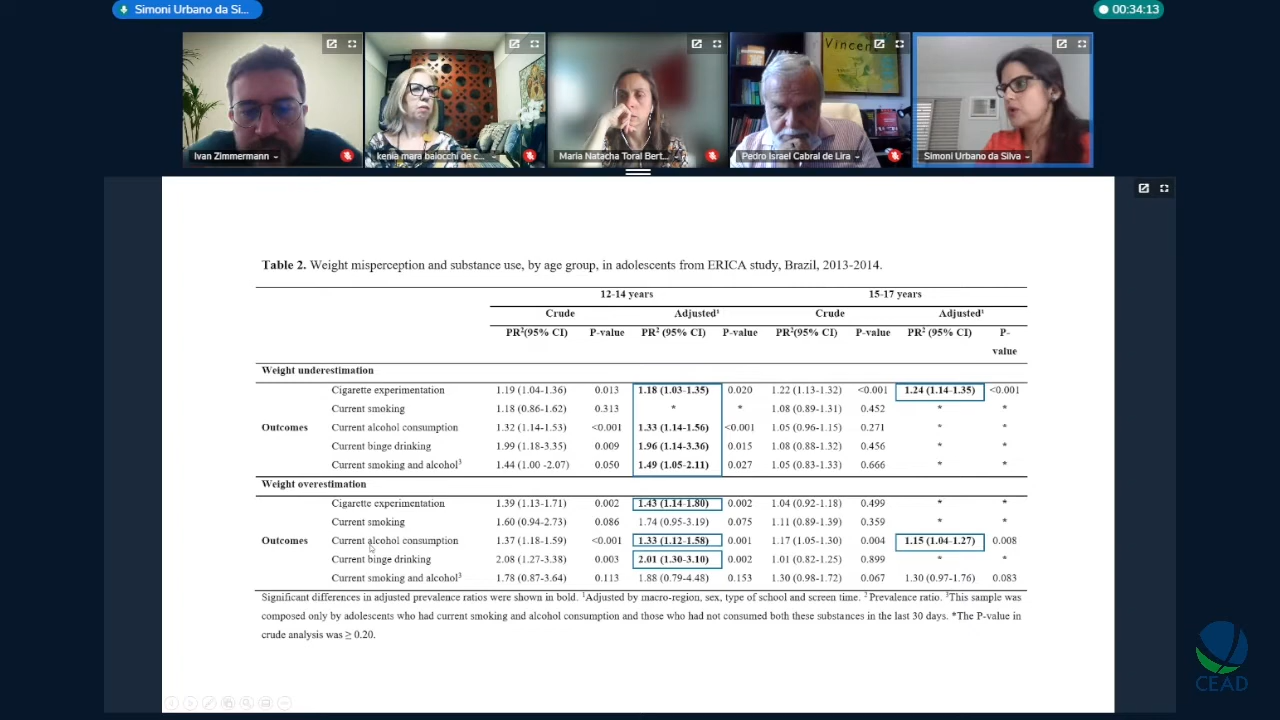 Simoni Urbano da Si...
00:34:13
Vincen
Ivan Zimmermann
kenia mara baiocchi de c...
Maria Natacha Toral Bert...
Pedro Israel Cabral de Lira
Simoni Urbano da Silva
Table 2. Weight misperception and substance use, by age group, in adolescents from ERICA study, Brazil, 2013-2014.
12-14 years 15-17 years
Crude Adjusted¹ Crude Adjusted¹
PR²(95% CI) P-value PR² (95% CI) P-value PR²(95% CI) P-value PR² (95% CI) P-
value
Weight underestimation
Cigarette experimentation 1.19 (1.04-1.36) 0.013 1.18 (1.03-1.35) 0.020 1.22 (1.13-1.32) <0.001 1.24 (1.14-1.35) <0.001
Current smoking 1.18 (0.86-1.62) 0.313 * * 1.08 (0.89-1.31) 0.452 * *
Outcomes Current alcohol consumption 1.32 (1.14-1.53) <0.001 1.33 (1.14-1.56) <0.001 1.05 (0.96-1.15) 0.271 * *
Current binge drinking 1.99 (1.18-3.35) 0.009 1.96 (1.14-3.36) 0.015 1.08 (0.88-1.32) 0.456 * *
Current smoking and alcohol³ 1.44 (1.00 -2.07) 0.050 1.49 (1.05-2.11) 0.027 1.05 (0.83-1.33) 0.666 * *
Weight overestimation
Cigarette experimentation 1.39 (1.13-1.71) 0.002 1.43 (1.14-1.80) 0.002 1.04 (0.92-1.18) 0.499 * *
Current smoking 1.60 (0.94-2.73) 0.086 1.74 (0.95-3.19) 0.075 1.11 (0.89-1.39) 0.359 * *
Outcomes Current alcohol consumption 1.37 (1.18-1.59) <0.001 1.33 (1.12-1.58) 0.001 1.17 (1.05-1.30) 0.004 1.15 (1.04-1.27) 0.008
Current binge drinking 2.08 (1.27-3.38) 0.003 2.01 (1.30-3.10) 0.002 1.01 (0.82-1.25) 0.899 * *
Current smoking and alcohol³ 1.78 (0.87-3.64) 0.113 1.88 (0.79-4.48) 0.153 1.30 (0.98-1.72) 0.067 1.30 (0.97-1.76) 0.083
Significant differences in adjusted prevalence ratios were shown in bold. ¹Adjusted by macro-region, sex, type of school and screen time. ²Prevalence ratio. ³This sample was
composed only by adolescents who had current smoking and alcohol consumption and those who had not consumed both these substances in the last 30 days. *The P-value in
crude analysis was ≥ 0.20.
CEAD